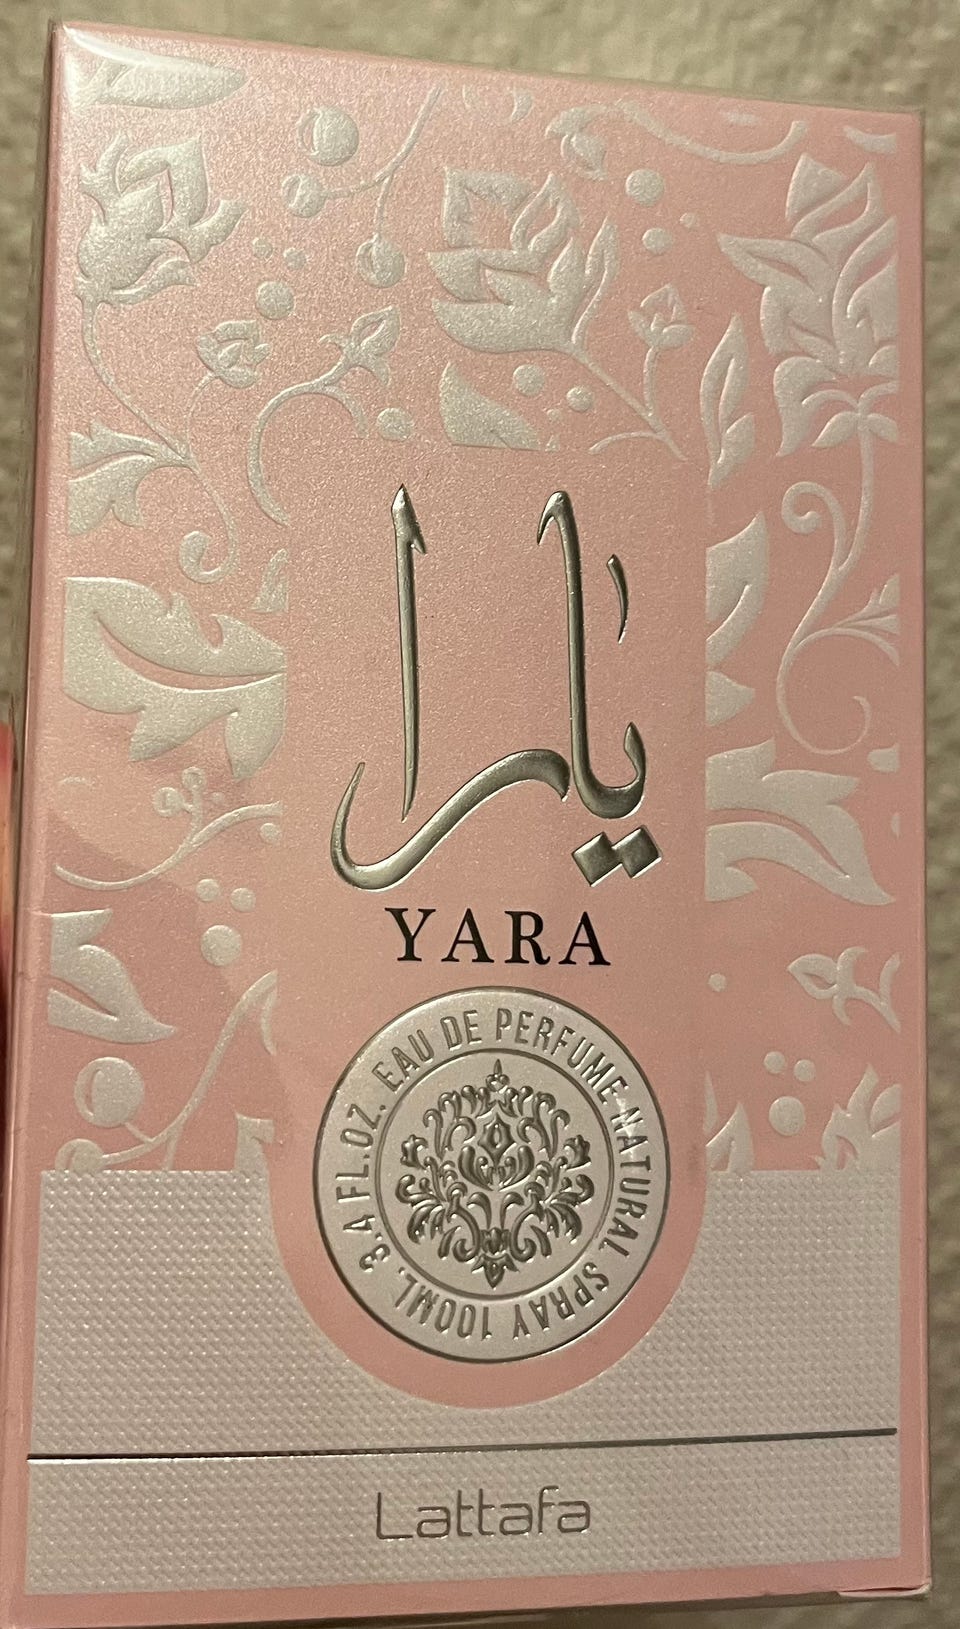 يارا
YARA
EAU DE PERFUME NATURAL SPRAY 100ML. 3.4 FL.OZ.
Lattafa